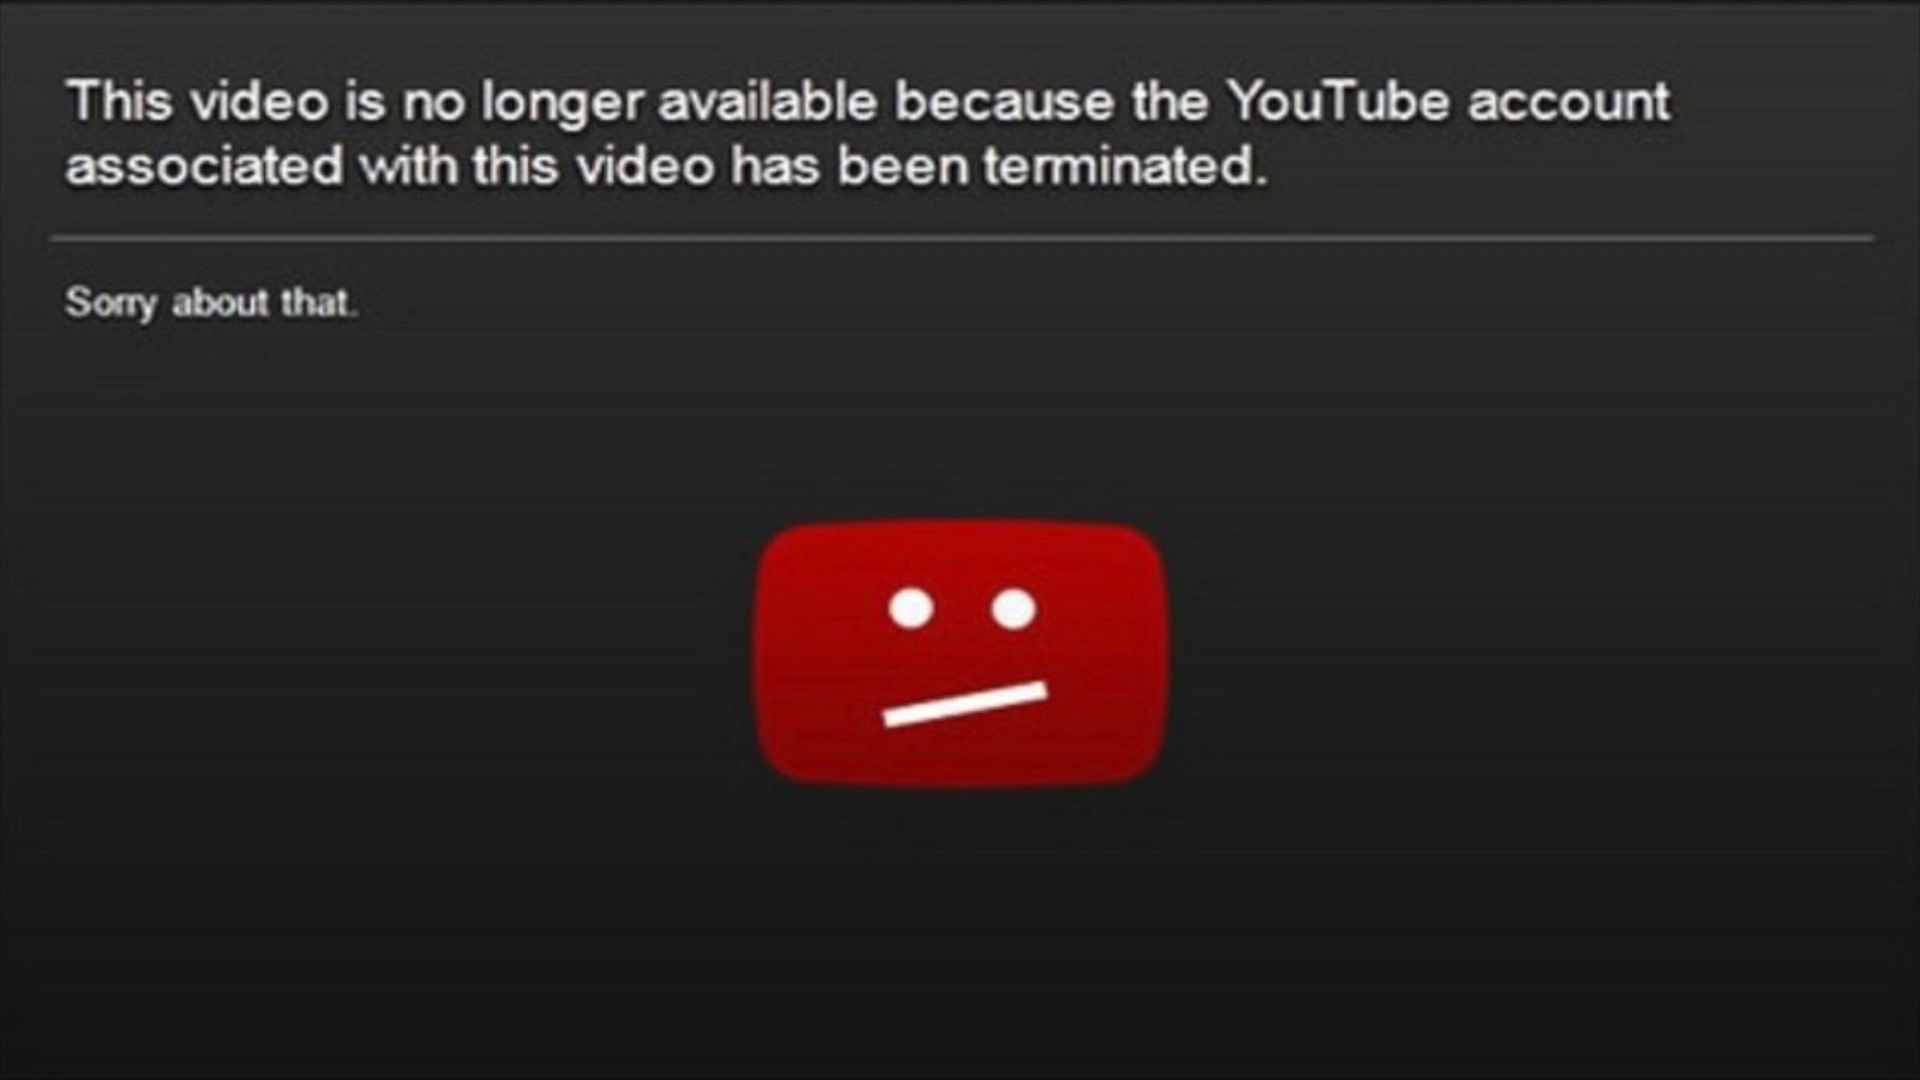 This video is no longer available because the YouTube account
associated with this video has been terminated.
Sorry about that.